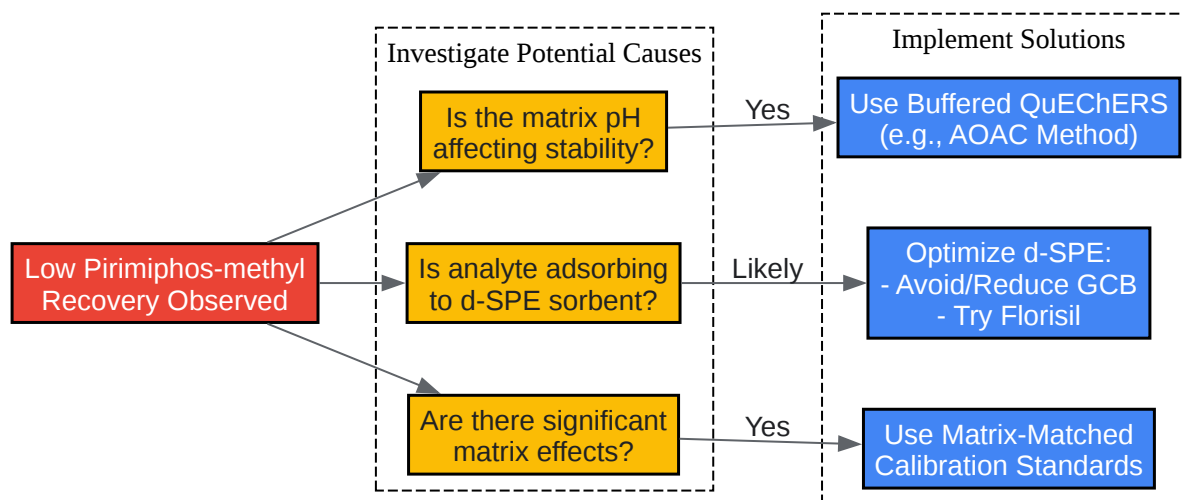 Investigate Potential Causes
Implement Solutions
Low Pirimiphos-methyl
Recovery Observed
Is the matrix pH
affecting stability?
Yes
Use Buffered QuEChERS
(e.g., AOAC Method)
Is analyte adsorbing
to d-SPE sorbent?
Likely
Optimize d-SPE:
- Avoid/Reduce GCB
- Try Florisil
Are there significant
matrix effects?
Yes
Use Matrix-Matched
Calibration Standards